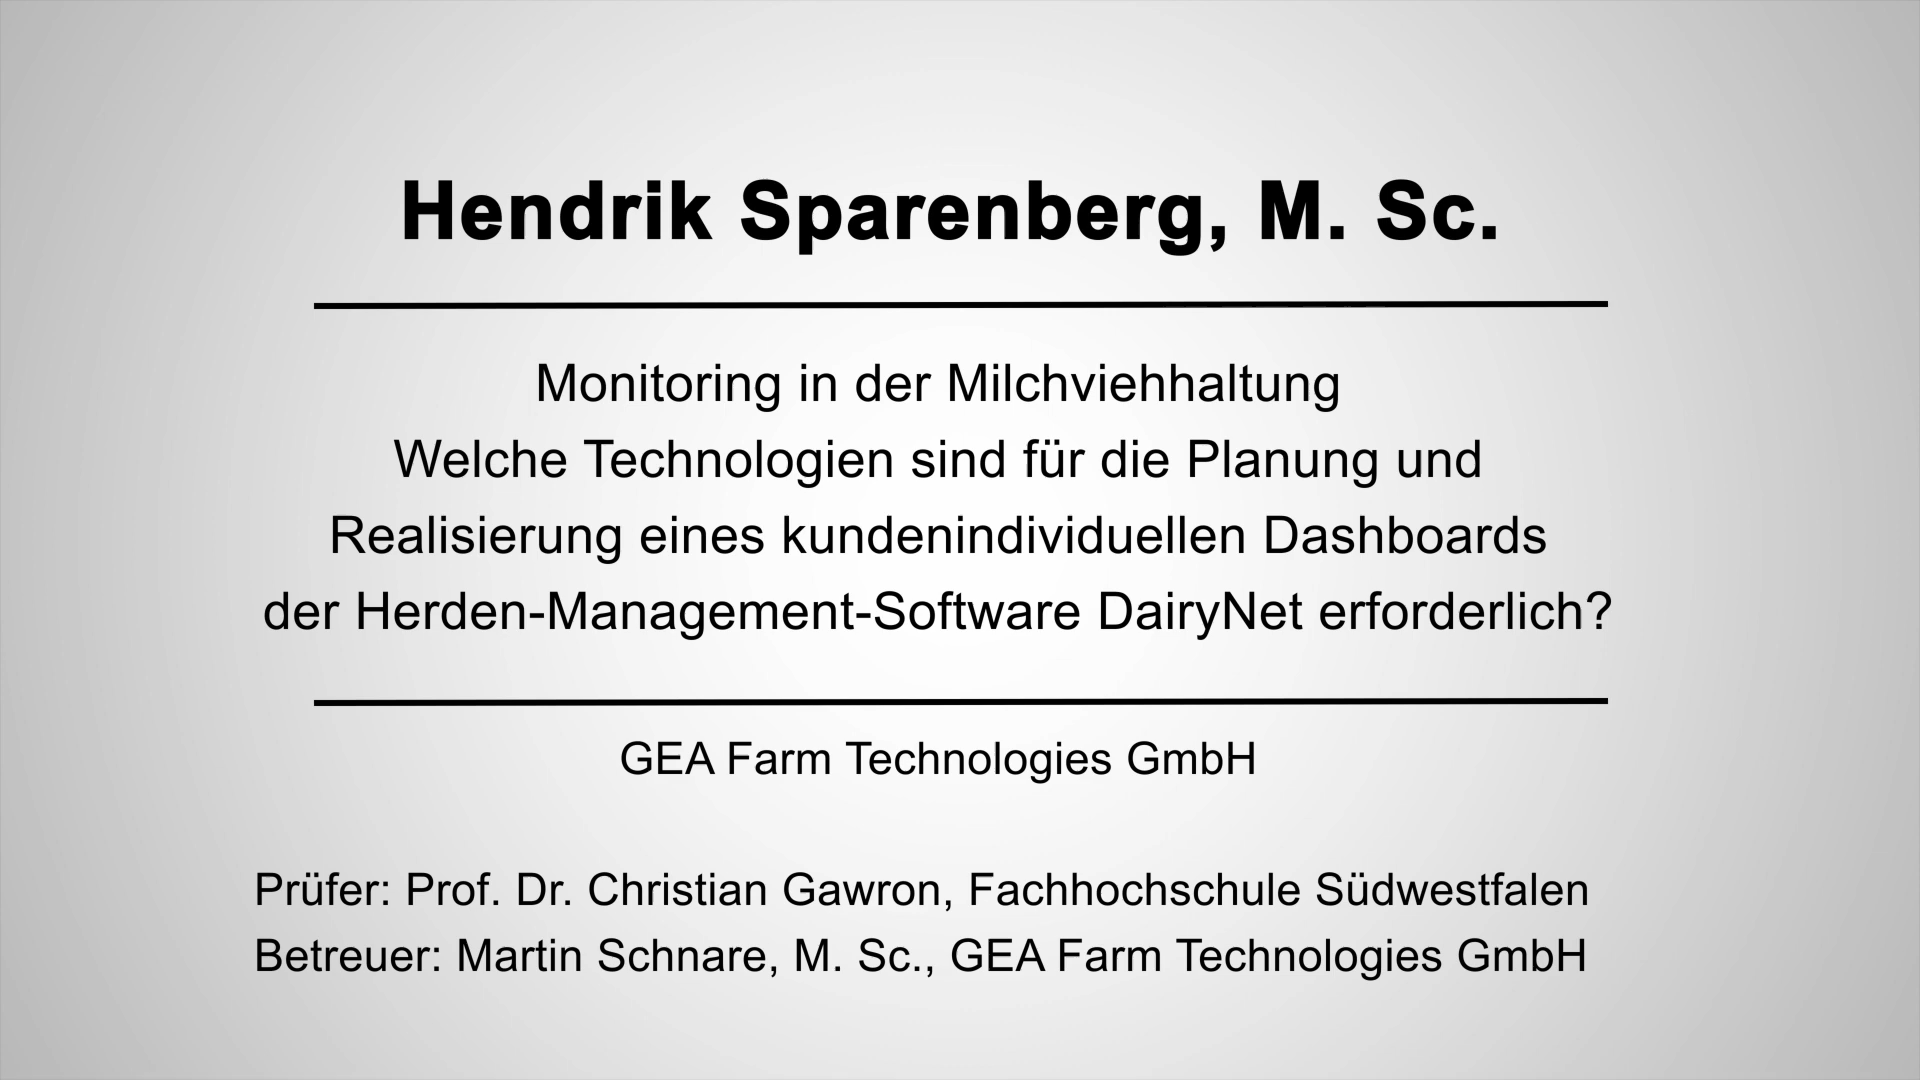 Hendrik Sparenberg, M. Sc.
Monitoring in der Milchviehhaltung
Welche Technologien sind für die Planung und
Realisierung eines kundenindividuellen Dashboards
der Herden-Management-Software DairyNet erforderlich?
GEA Farm Technologies GmbH
Prüfer: Prof. Dr. Christian Gawron, Fachhochschule Südwestfalen
Betreuer: Martin Schnare, M. Sc., GEA Farm Technologies GmbH